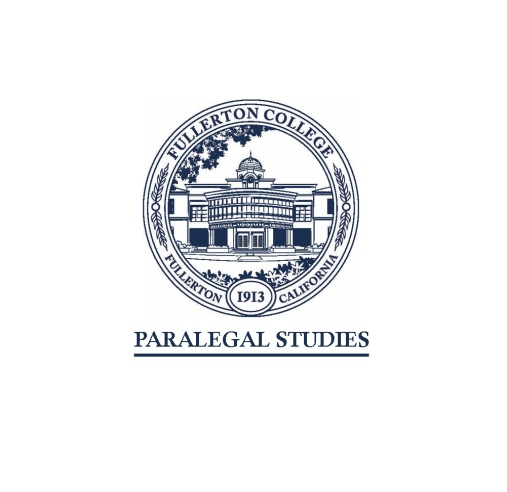 FULLERTON COLLEGE
FULLERTON
1913
CALIFORNIA
PARALEGAL STUDIES